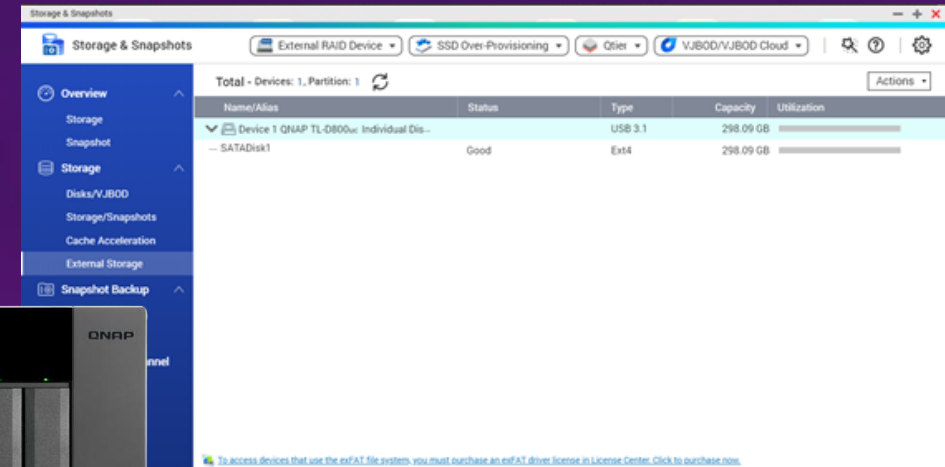 Storage & Snapshots
Storage & Snapshots
External RAID Device
SSD Over-Provisioning
Qtier
VJBOD/VJBOD Cloud
Overview
Storage
Snapshot
Storage
Disks/VJBOD
Storage/Snapshots
Cache Acceleration
External Storage
Snapshot Backup
nnel
QNAP
Total - Devices: 1, Partition: 1
Actions
Name/Alias Status Type Capacity Utilization
Device 1 QNAP TL-D800uc Individual Dis-- USB 3.1 298.09 GB
SATADisk1 Good Ext4 298.09 GB
To access devices that use the exFAT file system, you must purchase an exFAT driver license in License Center. Click to purchase now.